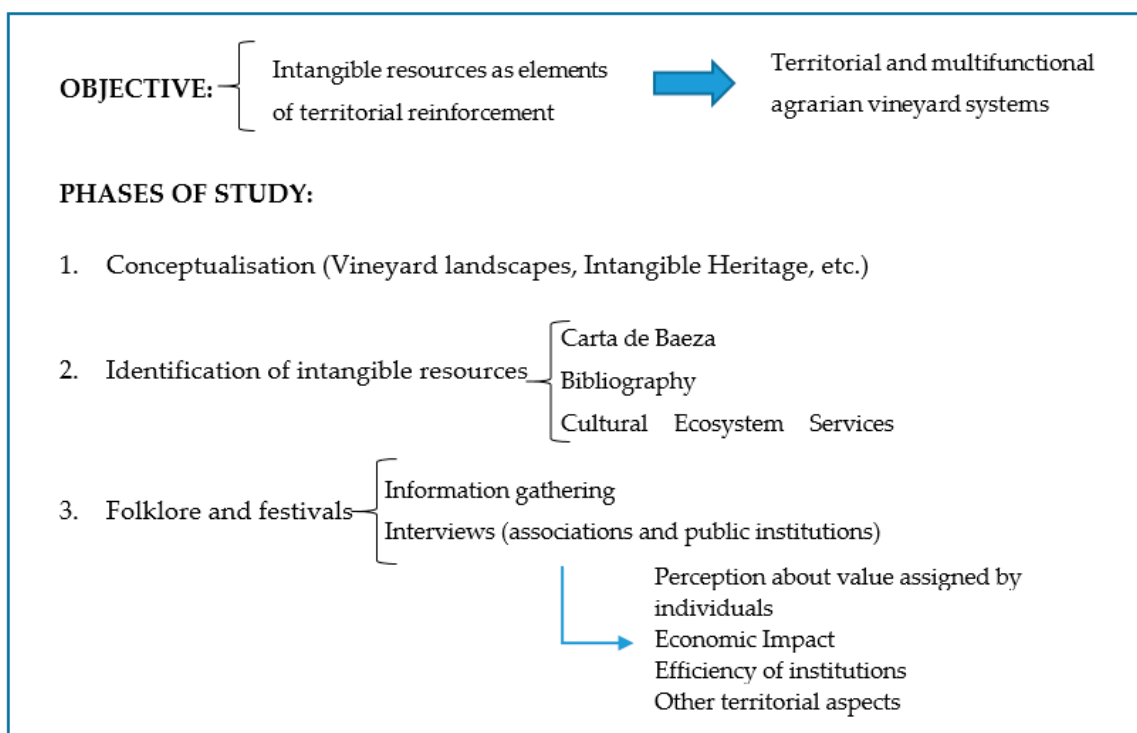 OBJECTIVE:
Intangible resources as elements
of territorial reinforcement
Territorial and multifunctional
agrarian vineyard systems
PHASES OF STUDY:
1. Conceptualisation (Vineyard landscapes, Intangible Heritage, etc.)
2. Identification of intangible resources
Carta de Baeza
Bibliography
Cultural Ecosystem Services
3. Folklore and festivals
Information gathering
Interviews (associations and public institutions)
Perception about value assigned by
individuals
Economic Impact
Efficiency of institutions
Other territorial aspects